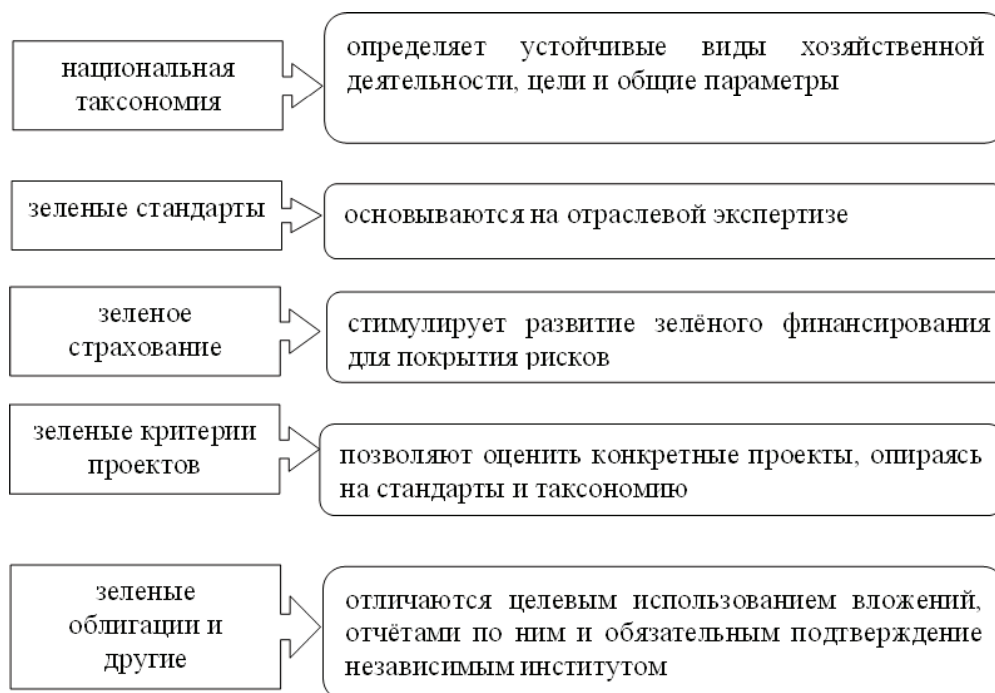 национальная
таксономия
определяет устойчивые виды хозяйственной
деятельности, цели и общие параметры
зеленые стандарты
основываются на отраслевой экспертизе
зеленое
страхование
стимулирует развитие зелёного финансирования
для покрытия рисков
зеленые критерии
проектов
позволяют оценить конкретные проекты, опираясь
на стандарты и таксономию
зеленые
облигации и
другие
отличаются целевым использованием вложений,
отчётами по ним и обязательным подтверждение
независимым институтом